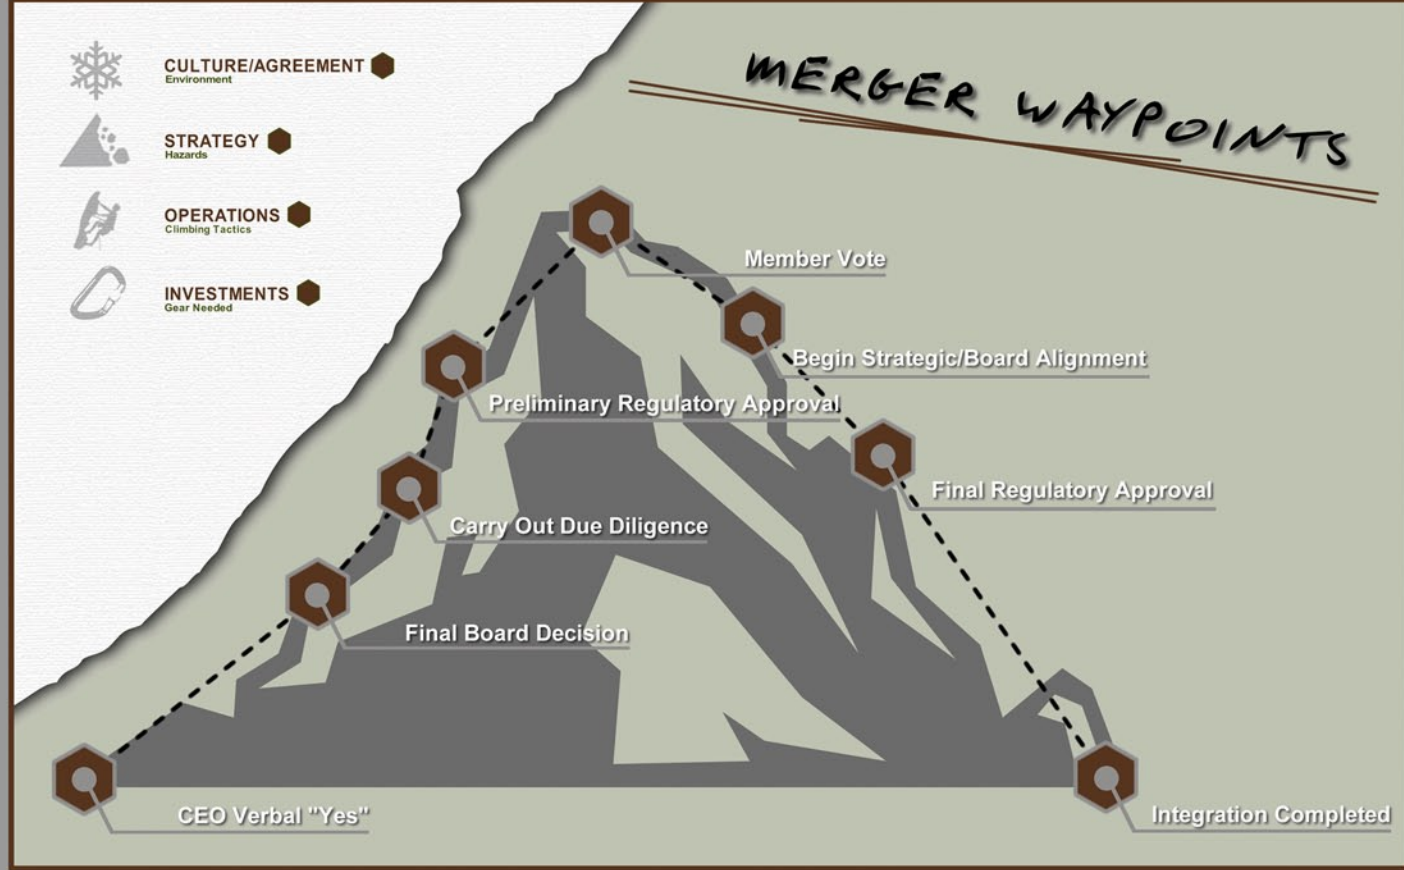 CULTURE/AGREEMENT
Environment
STRATEGY
Hazards
OPERATIONS
Climbing Tactics
INVESTMENTS
Gear Needed
MERGER WAYPOINTS
Member Vote
Begin Strategic/Board Alignment
Preliminary Regulatory Approval
Final Regulatory Approval
Carry Out Due Diligence
Final Board Decision
CEO Verbal "Yes"
Integration Completed